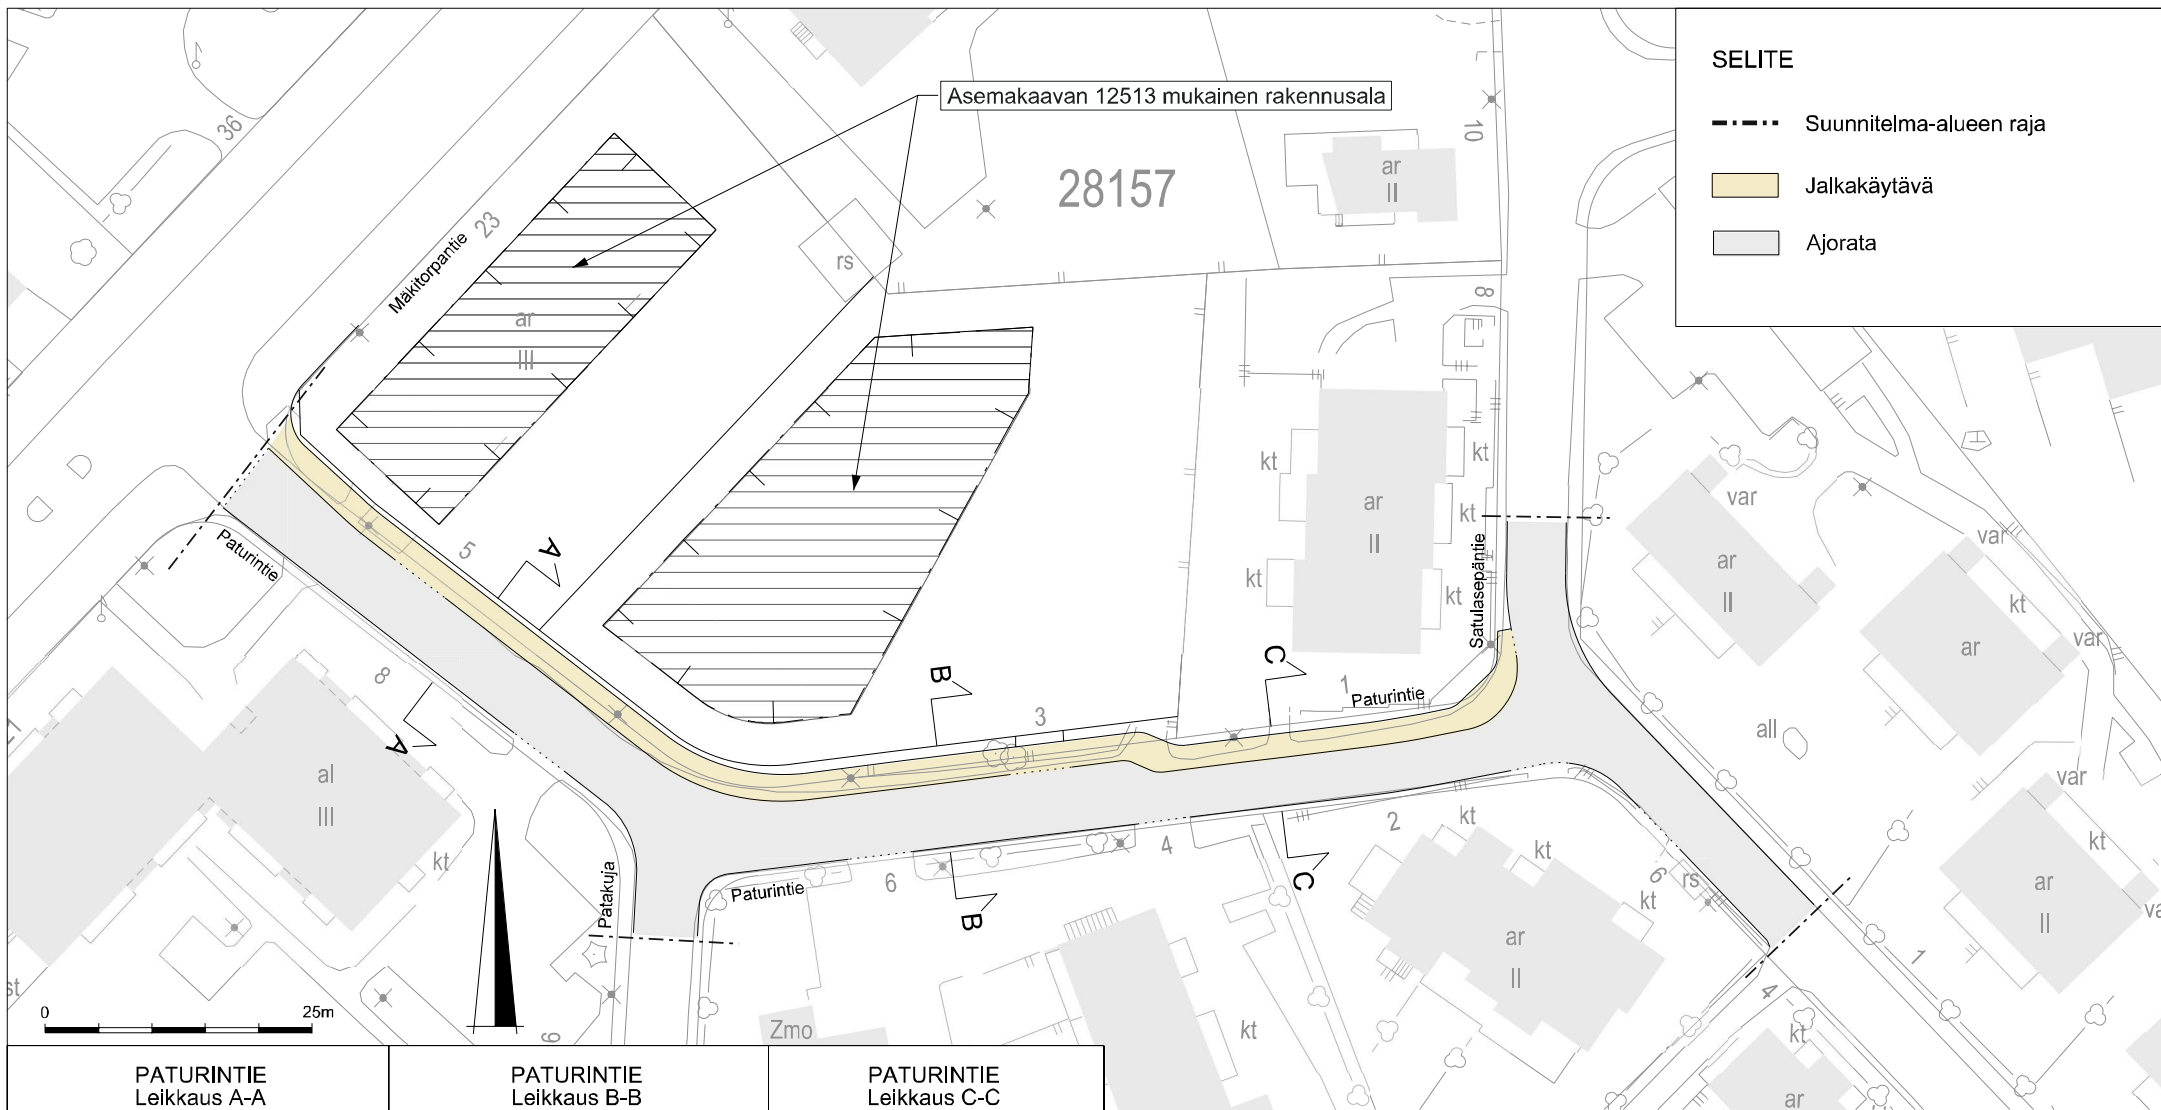 SELITE
Suunnitelma-alueen raja
Jalkakäytävä
Ajorata
Asemakaavan 12513 mukainen rakennusala
36
10
23
Mäkitorpantie
28157
ar
II
rs
8
ar
III
kt
kt
ar
II
kt
kt
kt
Satulasepäntie
var
ar
II
var
kt
var
ar
5
A
Paturintie
B
C
1
Paturintie
3
8
A
all
var
kt
ar
II
al
III
kt
2
kt
kt
kt
4
C
6
rs
6
Paturintie
B
Patakuja
ar
II
1
4
st
0
25m
9
Zmo
kt
kt
ar
PATURINTIE
Leikkaus A-A
PATURINTIE
Leikkaus B-B
PATURINTIE
Leikkaus C-C